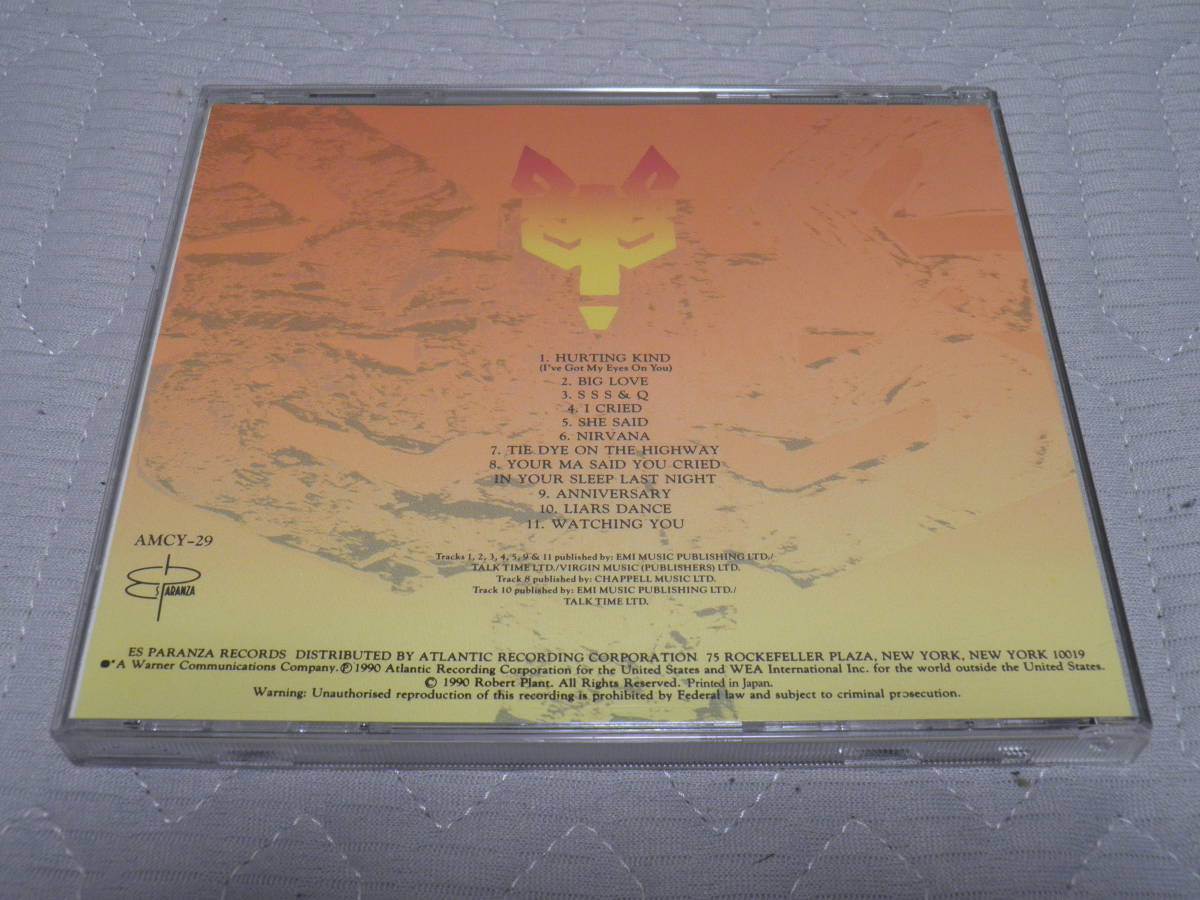 1. HURTING KIND
(I've Got My Eyes On You)
2. BIG LOVE
3. S S S & Q
4. I CRIED
5. SHE SAID
6. NIRVANA
7. TIE DYE ON THE HIGHWAY
8. YOUR MA SAID YOU CRIED
IN YOUR SLEEP LAST NIGHT
9. ANNIVERSARY
10. LIARS DANCE
11. WATCHING YOU
AMCY-29
ES PARANZA
Tracks 1, 2, 3, 4, 5, 9 & 11 published by: EMI MUSIC PUBLISHING LTD./
TALK TIME LTD./VIRGIN MUSIC (PUBLISHERS) LTD.
Track 8 published by: CHAPPELL MUSIC LTD.
Track 10 published by: EMI MUSIC PUBLISHING LTD./
TALK TIME LTD.
ES PARANZA RECORDS DISTRIBUTED BY ATLANTIC RECORDING CORPORATION 75 ROCKEFELLER PLAZA, NEW YORK, NEW YORK 10019
A Warner Communications Company. ℗ 1990 Atlantic Recording Corporation for the United States and WEA International Inc. for the world outside the United States.
© 1990 Robert Plant. All Rights Reserved. Printed in Japan.
Warning: Unauthorised reproduction of this recording is prohibited by Federal law and subject to criminal prosecution.